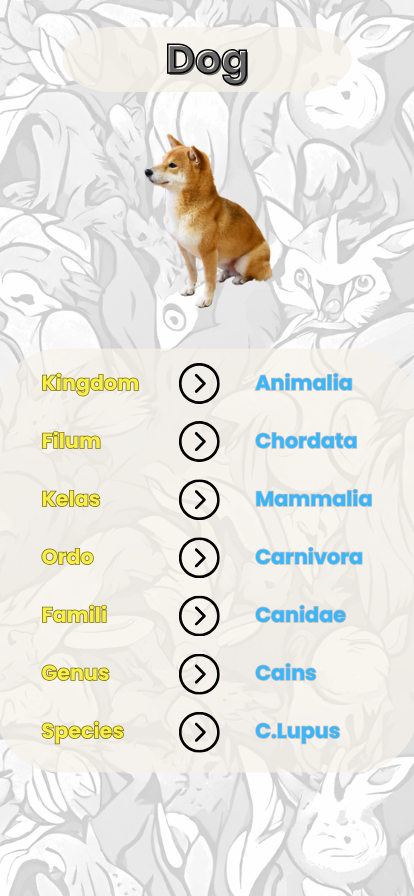 Dog
Kingdom Animalia
Filum Chordata
Kelas Mammalia
Ordo Carnivora
Famili Canidae
Genus Cains
Species C.Lupus